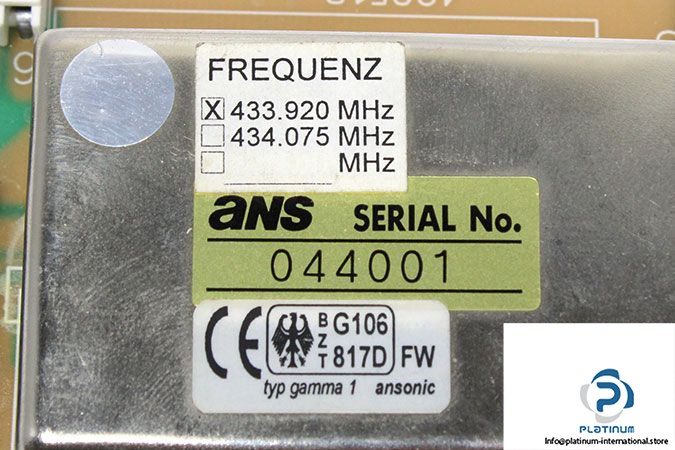 FREQUENZ
X 433.920 MHz
434.075 MHz
MHz
ANS SERIAL No.
044001
CE BZT G106 817D FW
typ gamma 1 ansonic
PLATINUM
Info@platinum-international.store